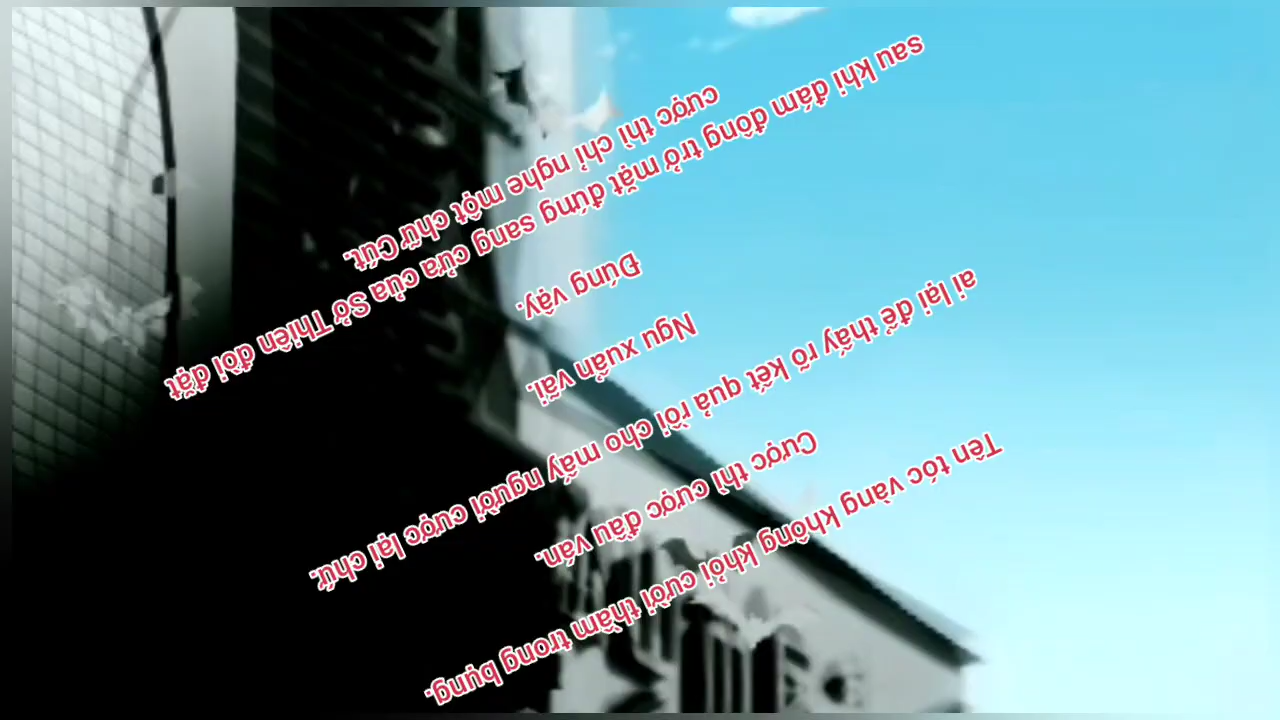 Tên tóc vàng không khỏi cười thầm trong bụng.
Cược thì cược đầu ván.
ai lại để thấy rõ kết quả rồi cho mấy người cược lại chứ.
Ngu xuẩn vãi.
Đúng vậy.
sau khi đám đông trở mặt đứng sang cửa của Sở Thiên đòi đặt
cược thì chỉ nghe một chữ Cút.